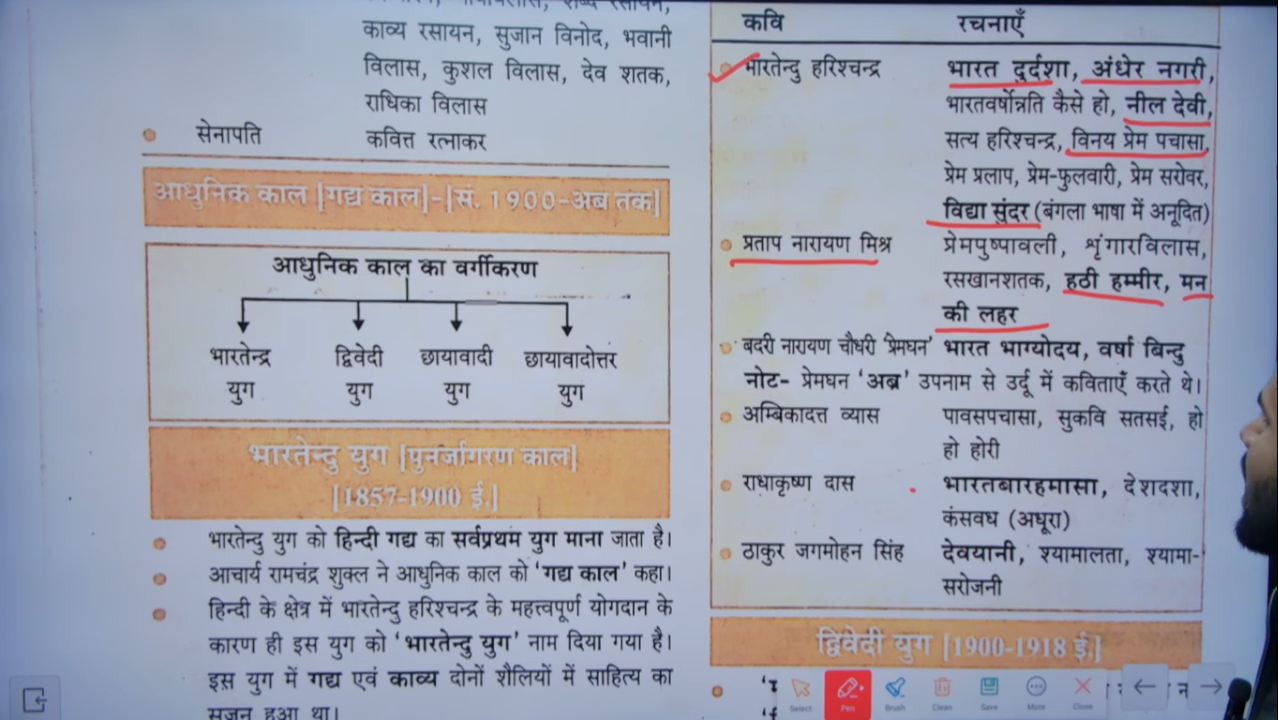 काव्य रसायन, सुजान विनोद, भवानी
विलास, कुशल विलास, देव शतक,
राधिका विलास
सेनापति कवित्त रत्नाकर
आधुनिक काल [गद्य काल]-[सं. 1900-अब तक]
आधुनिक काल का वर्गीकरण
भारतेन्द्र युग
द्विवेदी युग
छायावादी युग
छायावादोत्तर युग
भारतेन्दु युग [पुनर्जागरण काल]
[1857-1900 ई.]
भारतेन्दु युग को हिन्दी गद्य का सर्वप्रथम युग माना जाता है।
आचार्य रामचंद्र शुक्ल ने आधुनिक काल को 'गद्य काल' कहा।
हिन्दी के क्षेत्र में भारतेन्दु हरिश्चन्द्र के महत्त्वपूर्ण योगदान के
कारण ही इस युग को 'भारतेन्दु युग' नाम दिया गया है।
इस युग में गद्य एवं काव्य दोनों शैलियों में साहित्य का
सृजन हुआ था।
कवि रचनाएँ
भारतेन्दु हरिश्चन्द्र भारत दुर्दशा, अंधेर नगरी,
भारतवर्षोन्नति कैसे हो, नील देवी,
सत्य हरिश्चन्द्र, विनय प्रेम पचासा,
प्रेम प्रलाप, प्रेम-फुलवारी, प्रेम सरोवर,
विद्या सुंदर (बंगला भाषा में अनूदित)
प्रताप नारायण मिश्र प्रेमपुष्पावली, शृंगारविलास,
रसखानशतक, हठी हम्मीर, मन
की लहर
बदरी नारायण चौधरी 'प्रेमघन' भारत भाग्योदय, वर्षा बिन्दु
नोट- प्रेमघन 'अब्र' उपनाम से उर्दू में कविताएँ करते थे।
अम्बिकादत्त व्यास पावसपचासा, सुकवि सतसई, हो
हो होरी
राधाकृष्ण दास भारतबारहमासा, देशदशा,
कंसवध (अधूरा)
ठाकुर जगमोहन सिंह देवयानी, श्यामालता, श्यामा-
सरोजनी
द्विवेदी युग [1900-1918 ई.]
Select Pen Brush Clean Save More Close